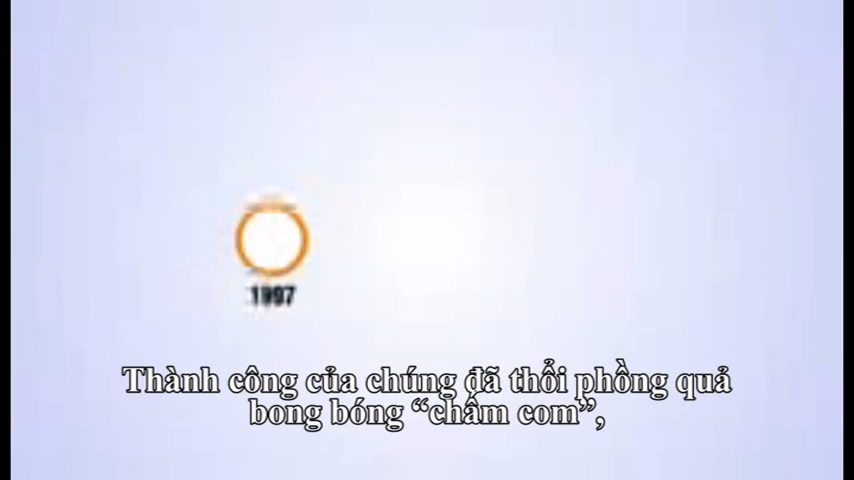 1997
Thành công của chúng đã thổi phồng quả
bong bóng “chấm com”,